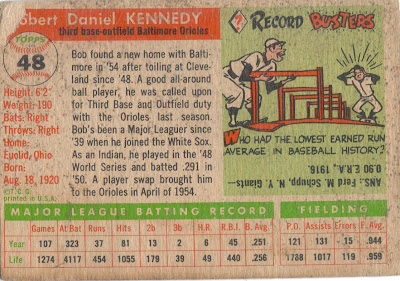 obert Daniel KENNEDY
third base-outfield Baltimore Orioles
TOPPS
48
Height: 6'2"
Weight: 190
Bats: Right
Throws: Right
Home:
Euclid, Ohio
Born:
Aug. 18, 1920
EST. C. G.
PRINTED IN U.S.A.
Bob found a new home with Balti-
more in '54 after toiling at Cleve-
land since '48. A good all-around
ball player, he was called upon
for Third Base and Outfield duty
with the Orioles last season.
Bob's been a Major Leaguer since
'39 when he joined the White Sox.
As an Indian, he played in the '48
World Series and batted .291 in
'50. A player swap brought him
to the Orioles in April of 1954.
? RECORD BUSTERS
WHO HAD THE LOWEST EARNED RUN
AVERAGE IN BASEBALL HISTORY?
ANS: Ferd M. Schupp, N. Y. Giants—
0.90 E.R.A., 1916.
MAJOR LEAGUE BATTING RECORD
Games At Bat Runs Hits 2B 3B H.R. R.B.I. B. Avg.
Year 107 323 37 81 13 2 6 45 .251
Life 1274 4117 454 1055 179 39 59 440 .256
FIELDING
P.O. Assists Errors F. Avg.
121 131 15 .944
1788 1017 119 .959